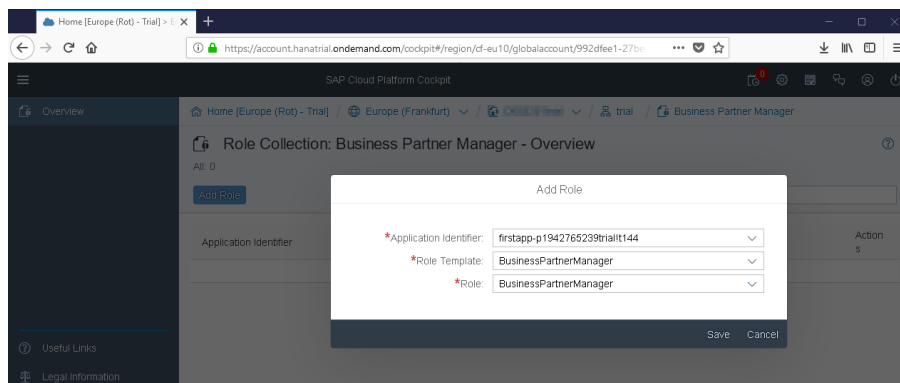 Home [Europe (Rot) - Trial] > E
https://account.hanatrial.ondemand.com/cockpit#/region/cf-eu10/globalaccount/992dfee1-27be
SAP Cloud Platform Cockpit
0
Overview
Home [Europe (Rot) - Trial] / Europe (Frankfurt) / / trial / Business Partner Manager
Role Collection: Business Partner Manager - Overview
All: 0
Add Role
Application Identifier
Action
s
Add Role
*Application Identifier: firstapp-p1942765239trial!t144
*Role Template: BusinessPartnerManager
*Role: BusinessPartnerManager
Save Cancel
Useful Links
Legal Information